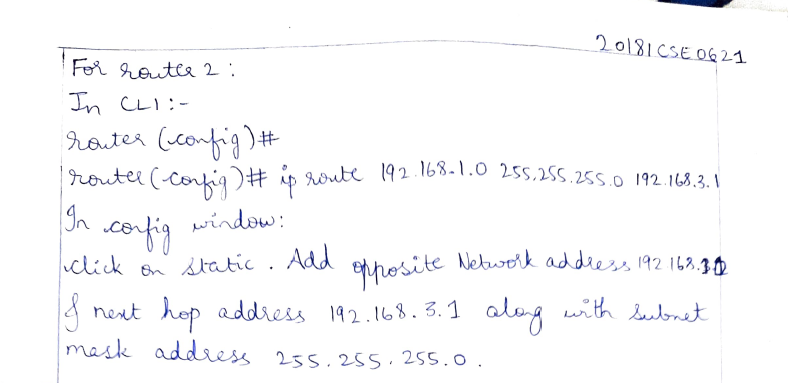 20181CSE0621
For router 2 :
In CLI :-
router (config)#
router (config)# ip route 192.168.1.0 255.255.255.0 192.168.3.1
In config window:
click on static. Add opposite Network address 192 168.
& next hop address 192.168.3.1 along with subnet
mask address 255.255.255.0.